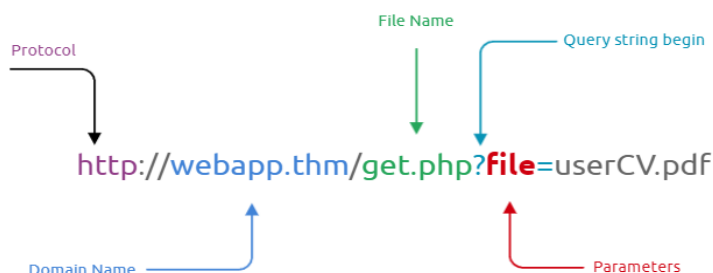 File Name
Protocol
Query string begin
http://webapp.thm/get.php?file=userCV.pdf
Domain Name
Parameters